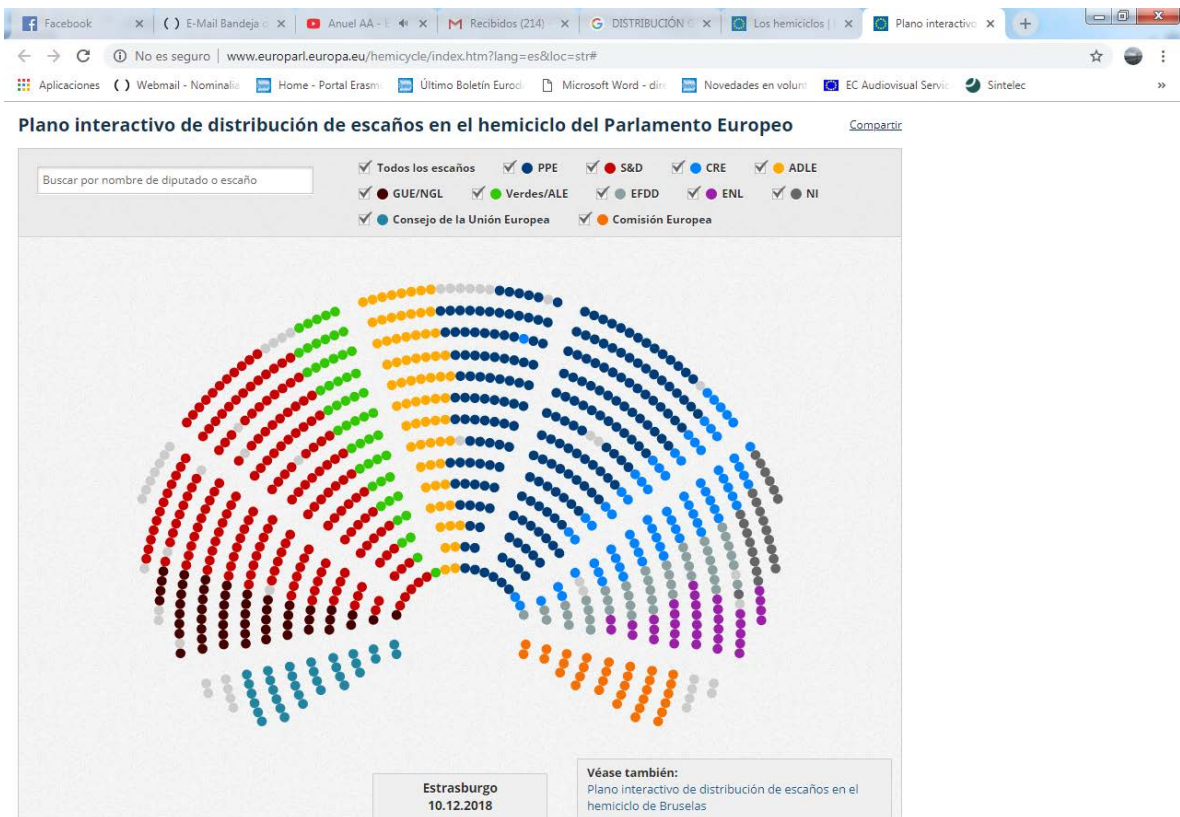 Facebook
( ) E-Mail Bandeja d
Anuel AA - E
Recibidos (214)
DISTRIBUCIÓN G
Los hemiciclos |
Plano interactivo
No es seguro | www.europarl.europa.eu/hemicycle/index.htm?lang=es&loc=str#
Aplicaciones
( ) Webmail - Nominalia
Home - Portal Erasm
Último Boletín Eurod
Microsoft Word - dire
Novedades en volunt
EC Audiovisual Servic
Sintelec
»
Plano interactivo de distribución de escaños en el hemiciclo del Parlamento Europeo
Compartir
Buscar por nombre de diputado o escaño
Todos los escaños PPE S&D CRE ADLE
GUE/NGL Verdes/ALE EFDD ENL NI
Consejo de la Unión Europea Comisión Europea
Estrasburgo
10.12.2018
Véase también:
Plano interactivo de distribución de escaños en el
hemiciclo de Bruselas